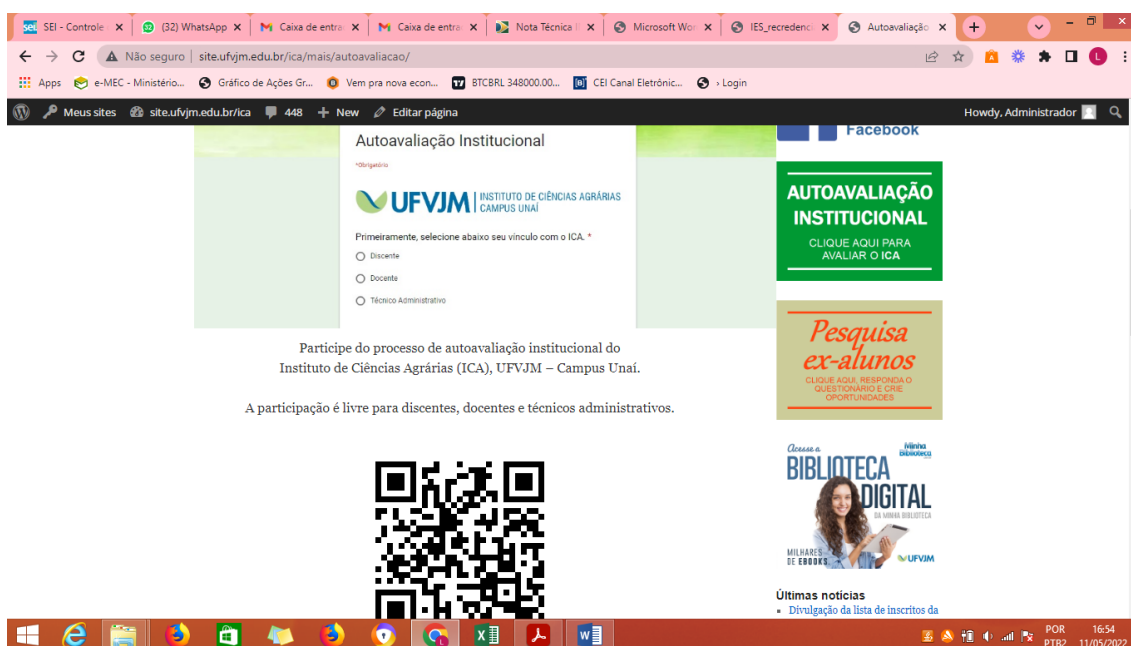 SEI - Controle
(32) WhatsApp
Caixa de entra
Caixa de entra
Nota Técnica
Microsoft Wor
IES_recredenci
Autoavaliação
Não seguro
site.ufvjm.edu.br/ica/mais/autoavaliacao/
Apps
e-MEC - Ministério...
Gráfico de Ações Gr...
Vem pra nova econ...
BTCBRL 348000.00...
CEI Canal Eletrônic...
› Login
Meus sites
site.ufvjm.edu.br/ica
448
New
Editar página
Howdy, Administrador
Autoavaliação Institucional
*Obrigatório
UFVJM
INSTITUTO DE CIÊNCIAS AGRÁRIAS
CAMPUS UNAÍ
Primeiramente, selecione abaixo seu vínculo com o ICA. *
Discente
Docente
Técnico Administrativo
Participe do processo de autoavaliação institucional do
Instituto de Ciências Agrárias (ICA), UFVJM – Campus Unaí.
A participação é livre para discentes, docentes e técnicos administrativos.
Facebook
AUTOAVALIAÇÃO
INSTITUCIONAL
CLIQUE AQUI PARA
AVALIAR O ICA
Pesquisa
ex-alunos
CLIQUE AQUI, RESPONDA O
QUESTIONÁRIO E CRIE
OPORTUNIDADES
Acesse a
Minha
Biblioteca
BIBLIOTECA
DIGITAL
DA MINHA BIBLIOTECA
MILHARES
DE EBOOKS
UFVJM
Últimas notícias
Divulgação da lista de inscritos da
POR
PTB2
16:54
11/05/2022